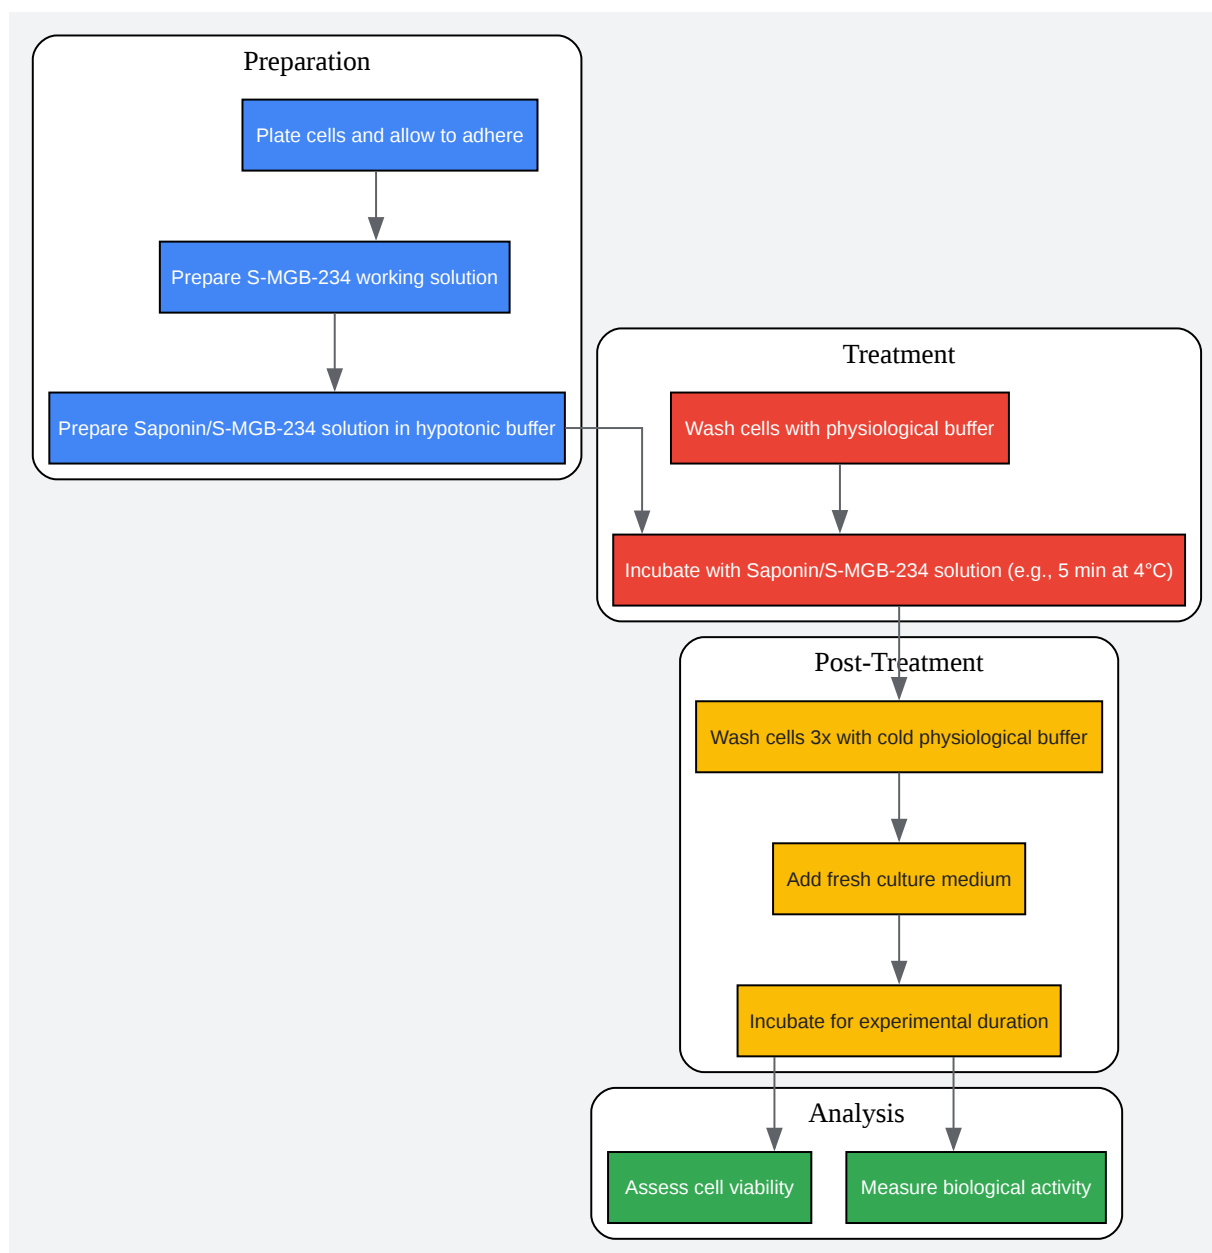 Preparation
Plate cells and allow to adhere
Prepare S-MGB-234 working solution
Prepare Saponin/S-MGB-234 solution in hypotonic buffer
Treatment
Wash cells with physiological buffer
Incubate with Saponin/S-MGB-234 solution (e.g., 5 min at 4°C)
Post-Treatment
Wash cells 3x with cold physiological buffer
Add fresh culture medium
Incubate for experimental duration
Analysis
Assess cell viability
Measure biological activity